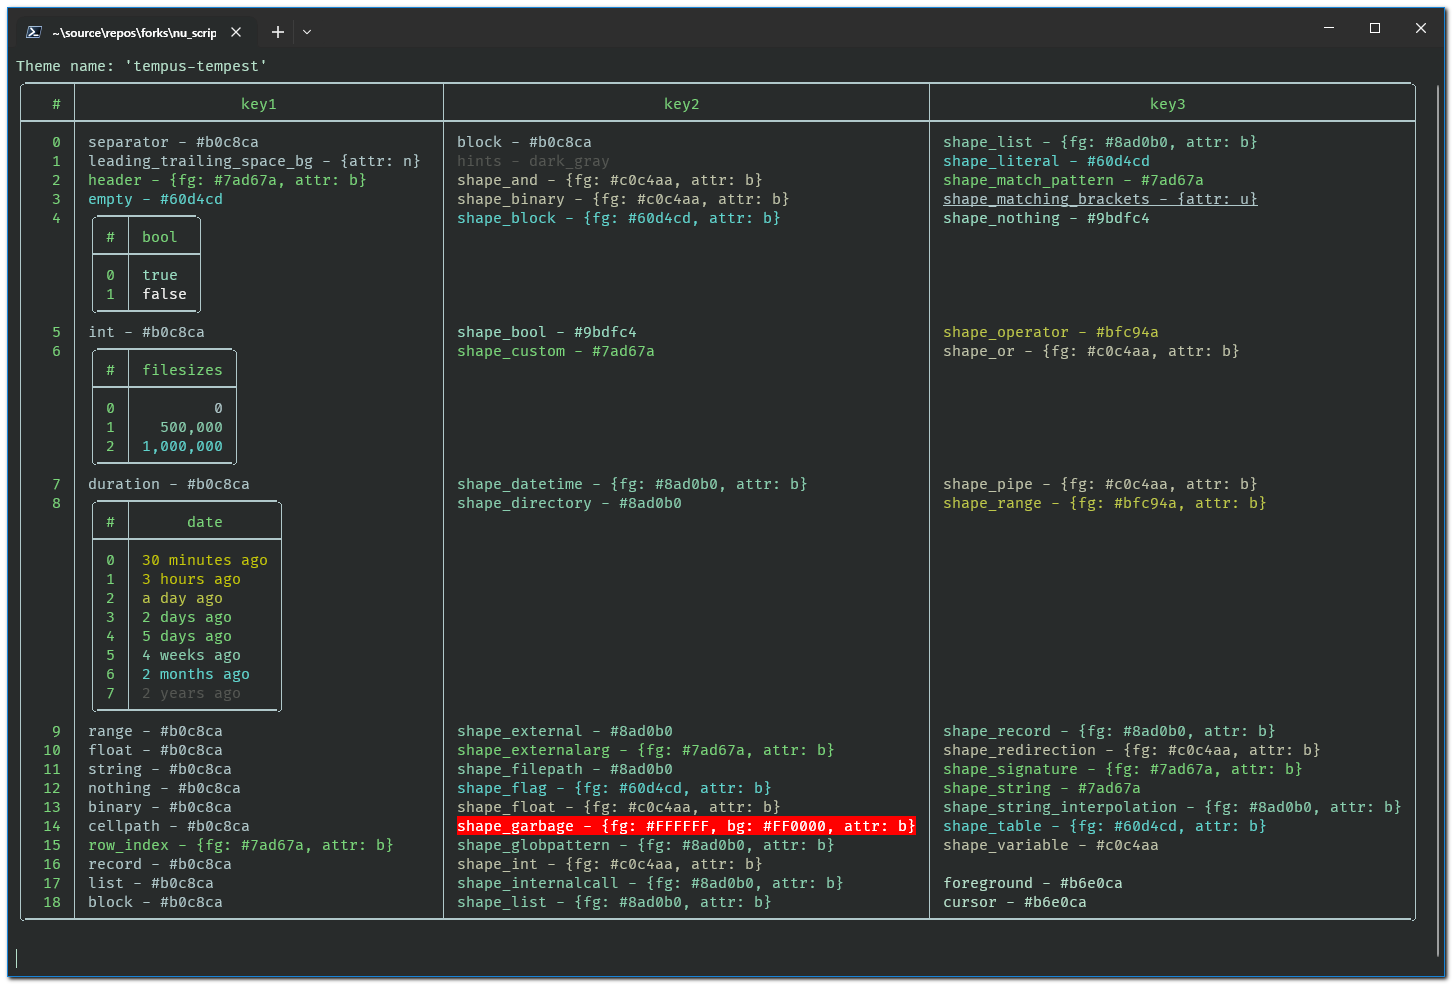 ~\source\repos\forks\nu_scrip
Theme name: 'tempus-tempest'
# key1 key2 key3
0 separator - #b0c8ca block - #b0c8ca shape_list - {fg: #8ad0b0, attr: b}
1 leading_trailing_space_bg - {attr: n} hints - dark_gray shape_literal - #60d4cd
2 header - {fg: #7ad67a, attr: b} shape_and - {fg: #c0c4aa, attr: b} shape_match_pattern - #7ad67a
3 empty - #60d4cd shape_binary - {fg: #c0c4aa, attr: b} shape_matching_brackets - {attr: u}
4 shape_block - {fg: #60d4cd, attr: b} shape_nothing - #9bdfc4
# bool
0 true
1 false
5 int - #b0c8ca shape_bool - #9bdfc4 shape_operator - #bfc94a
6 shape_custom - #7ad67a shape_or - {fg: #c0c4aa, attr: b}
# filesizes
0 0
1 500,000
2 1,000,000
7 duration - #b0c8ca shape_datetime - {fg: #8ad0b0, attr: b} shape_pipe - {fg: #c0c4aa, attr: b}
8 shape_directory - #8ad0b0 shape_range - {fg: #bfc94a, attr: b}
# date
0 30 minutes ago
1 3 hours ago
2 a day ago
3 2 days ago
4 5 days ago
5 4 weeks ago
6 2 months ago
7 2 years ago
9 range - #b0c8ca shape_external - #8ad0b0 shape_record - {fg: #8ad0b0, attr: b}
10 float - #b0c8ca shape_externalarg - {fg: #7ad67a, attr: b} shape_redirection - {fg: #c0c4aa, attr: b}
11 string - #b0c8ca shape_filepath - #8ad0b0 shape_signature - {fg: #7ad67a, attr: b}
12 nothing - #b0c8ca shape_flag - {fg: #60d4cd, attr: b} shape_string - #7ad67a
13 binary - #b0c8ca shape_float - {fg: #c0c4aa, attr: b} shape_string_interpolation - {fg: #8ad0b0, attr: b}
14 cellpath - #b0c8ca shape_garbage - {fg: #FFFFFF, bg: #FF0000, attr: b} shape_table - {fg: #60d4cd, attr: b}
15 row_index - {fg: #7ad67a, attr: b} shape_globpattern - {fg: #8ad0b0, attr: b} shape_variable - #c0c4aa
16 record - #b0c8ca shape_int - {fg: #c0c4aa, attr: b}
17 list - #b0c8ca shape_internalcall - {fg: #8ad0b0, attr: b} foreground - #b6e0ca
18 block - #b0c8ca shape_list - {fg: #8ad0b0, attr: b} cursor - #b6e0ca